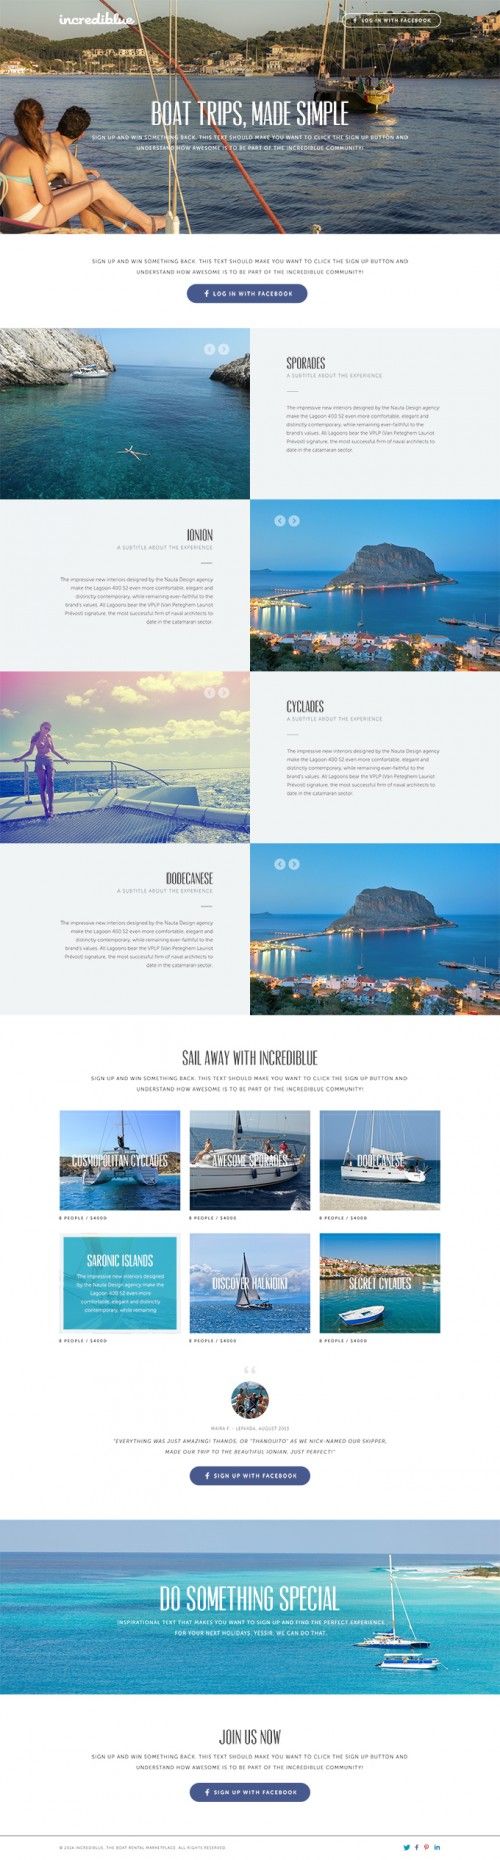 incrediblue
f LOG IN WITH FACEBOOK
BOAT TRIPS, MADE SIMPLE
SIGN UP AND WIN SOMETHING BACK. THIS TEXT SHOULD MAKE YOU WANT TO CLICK THE SIGN UP BUTTON AND
UNDERSTAND HOW AWESOME IS TO BE PART OF THE INCREDIBLUE COMMUNITY!
SIGN UP AND WIN SOMETHING BACK. THIS TEXT SHOULD MAKE YOU WANT TO CLICK THE SIGN UP BUTTON AND
UNDERSTAND HOW AWESOME IS TO BE PART OF THE INCREDIBLUE COMMUNITY!
f LOG IN WITH FACEBOOK
SPORADES
A SUBTITLE ABOUT THE EXPERIENCE
The impressive new interiors designed by the Nauta Design agency
make the Lagoon 400 S2 even more comfortable, elegant and
distinctly contemporary, while remaining ever-faithful to the
brand's values. All Lagoons bear the VPLP (Van Peteghem Lauriot
Prévost) signature, the most successful firm of naval architects to
date in the catamaran sector.
IONION
A SUBTITLE ABOUT THE EXPERIENCE
The impressive new interiors designed by the Nauta Design agency
make the Lagoon 400 S2 even more comfortable, elegant and
distinctly contemporary, while remaining ever-faithful to the
brand's values. All Lagoons bear the VPLP (Van Peteghem Lauriot
Prévost) signature, the most successful firm of naval architects to
date in the catamaran sector.
CYCLADES
A SUBTITLE ABOUT THE EXPERIENCE
The impressive new interiors designed by the Nauta Design agency
make the Lagoon 400 S2 even more comfortable, elegant and
distinctly contemporary, while remaining ever-faithful to the
brand's values. All Lagoons bear the VPLP (Van Peteghem Lauriot
Prévost) signature, the most successful firm of naval architects to
date in the catamaran sector.
DODECANESE
A SUBTITLE ABOUT THE EXPERIENCE
The impressive new interiors designed by the Nauta Design agency
make the Lagoon 400 S2 even more comfortable, elegant and
distinctly contemporary, while remaining ever-faithful to the
brand's values. All Lagoons bear the VPLP (Van Peteghem Lauriot
Prévost) signature, the most successful firm of naval architects to
date in the catamaran sector.
SAIL AWAY WITH INCREDIBLUE
SIGN UP AND WIN SOMETHING BACK. THIS TEXT SHOULD MAKE YOU WANT TO CLICK THE SIGN UP BUTTON AND
UNDERSTAND HOW AWESOME IS TO BE PART OF THE INCREDIBLUE COMMUNITY!
COSMOPOLITAN CYCLADES
AWESOME SPORADES
DODECANESE
8 PEOPLE / $4000
8 PEOPLE / $4000
8 PEOPLE / $4000
SARONIC ISLANDS
The impressive new interiors designed
by the Nauta Design agency make the
Lagoon 400 S2 even more
comfortable, elegant and distinctly
contemporary, while remaining
DISCOVER HALKIDIKI
SECRET CYLADES
8 PEOPLE / $4000
8 PEOPLE / $4000
8 PEOPLE / $4000
“
MAIRA F. - LEFKADA, AUGUST 2013
"EVERYTHING WAS JUST AMAZING! THANOS, OR "THANOUITO" AS WE NICK-NAMED OUR SKIPPER,
MADE OUR TRIP TO THE BEAUTIFUL IONIAN, JUST PERFECT!"
f SIGN UP WITH FACEBOOK
DO SOMETHING SPECIAL
INSPIRATIONAL TEXT THAT MAKES YOU WANT TO SIGN UP AND FIND THE PERFECT EXPERIENCE
FOR YOUR NEXT HOLIDAYS. YESSIR, WE CAN DO THAT.
JOIN US NOW
SIGN UP AND WIN SOMETHING BACK. THIS TEXT SHOULD MAKE YOU WANT TO CLICK THE SIGN UP BUTTON AND
UNDERSTAND HOW AWESOME IS TO BE PART OF THE INCREDIBLUE COMMUNITY!
f SIGN UP WITH FACEBOOK
INCREDIBLUE, THE BOAT RENTAL MARKETPLACE. ALL RIGHTS RESERVED